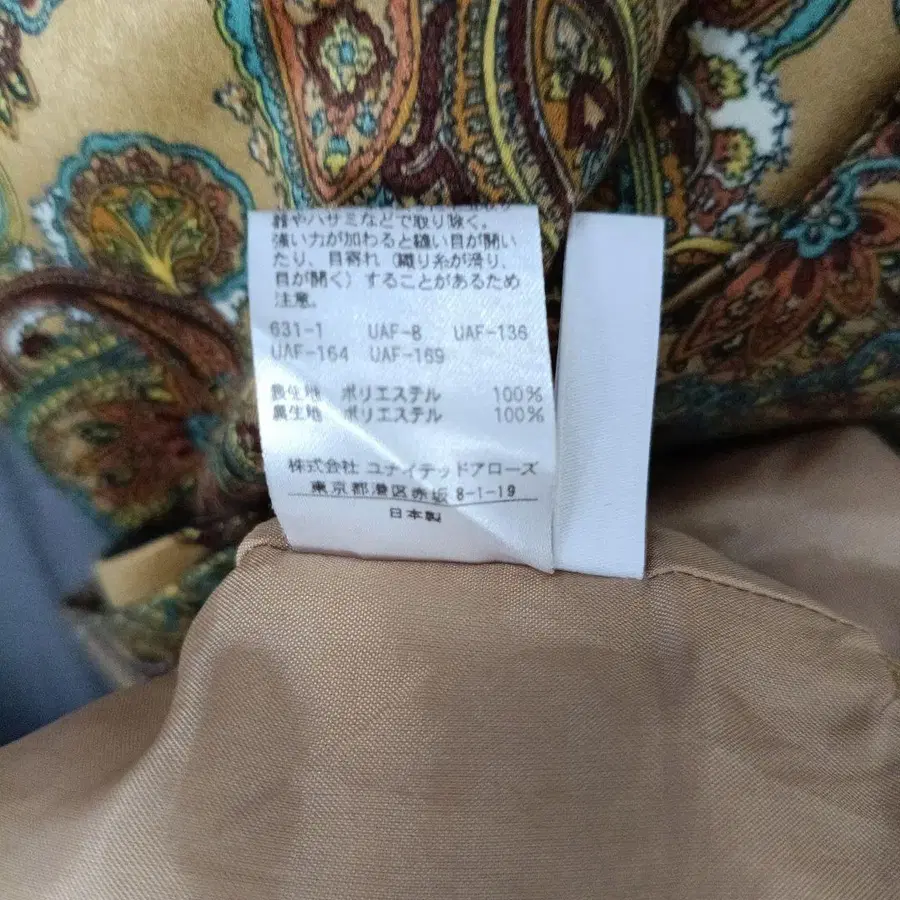 器やハサミなどで取り除く。
強い力が加わると縫い目が開い
たり、目寄れ（織り糸が滑り、
目が開く）することがあるため
注意。
631-1 UAF-8 UAF-136
UAF-164 UAF-169
表生地 ポリエステル 100%
裏生地 ポリエステル 100%
株式会社 ユナイテッドアローズ
東京都港区赤坂 8-1-19
日本製